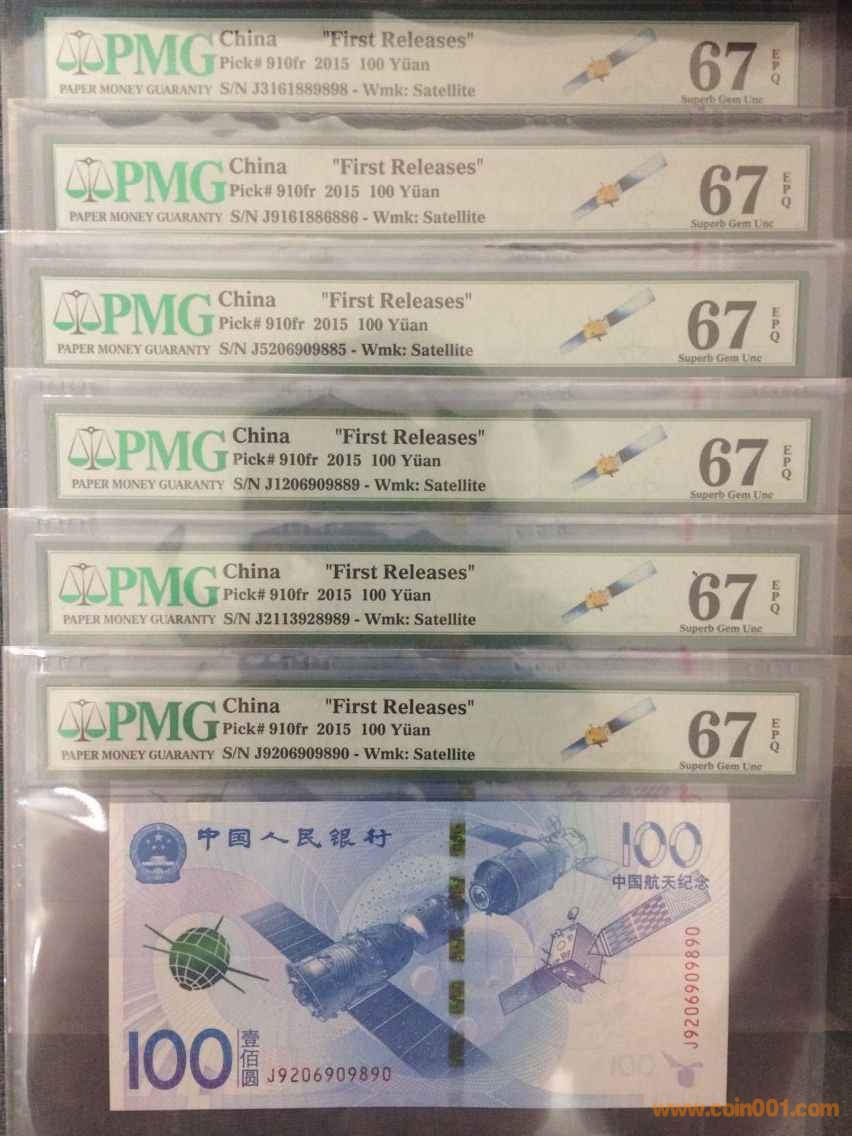 PMG
PAPER MONEY GUARANTY
China "First Releases"
Pick# 910fr 2015 100 Yüan
S/N J3161889898 - Wmk: Satellite
67 EPQ
Superb Gem Unc
PMG
PAPER MONEY GUARANTY
China "First Releases"
Pick# 910fr 2015 100 Yüan
S/N J9161886886 - Wmk: Satellite
67 EPQ
Superb Gem Unc
PMG
PAPER MONEY GUARANTY
China "First Releases"
Pick# 910fr 2015 100 Yüan
S/N J5206909885 - Wmk: Satellite
67 EPQ
Superb Gem Unc
PMG
PAPER MONEY GUARANTY
China "First Releases"
Pick# 910fr 2015 100 Yüan
S/N J1206909889 - Wmk: Satellite
67 EPQ
Superb Gem Unc
PMG
PAPER MONEY GUARANTY
China "First Releases"
Pick# 910fr 2015 100 Yüan
S/N J2113928989 - Wmk: Satellite
67 EPQ
Superb Gem Unc
PMG
PAPER MONEY GUARANTY
China "First Releases"
Pick# 910fr 2015 100 Yüan
S/N J9206909890 - Wmk: Satellite
67 EPQ
Superb Gem Unc
中国人民银行
100
中国航天纪念
J9206909890
100
壹佰圆
J9206909890
www.coin001.com